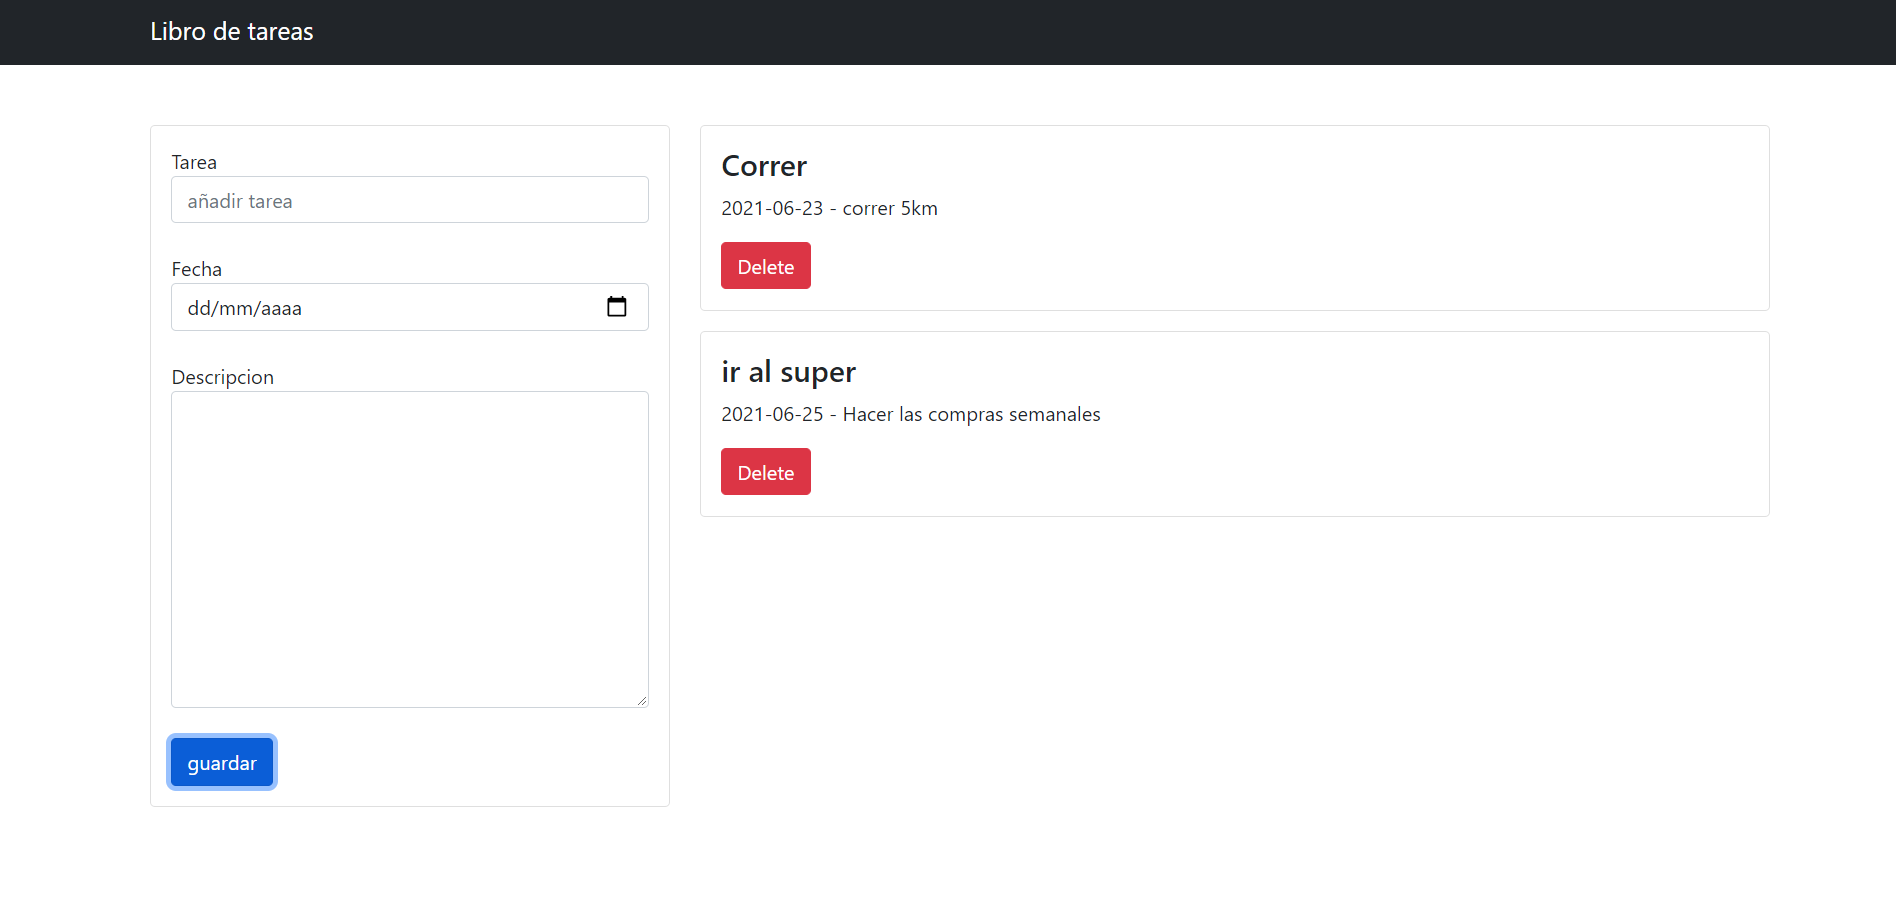 Libro de tareas
Tarea
añadir tarea
Fecha
dd/mm/aaaa
Descripcion
guardar
Correr
2021-06-23 - correr 5km
Delete
ir al super
2021-06-25 - Hacer las compras semanales
Delete